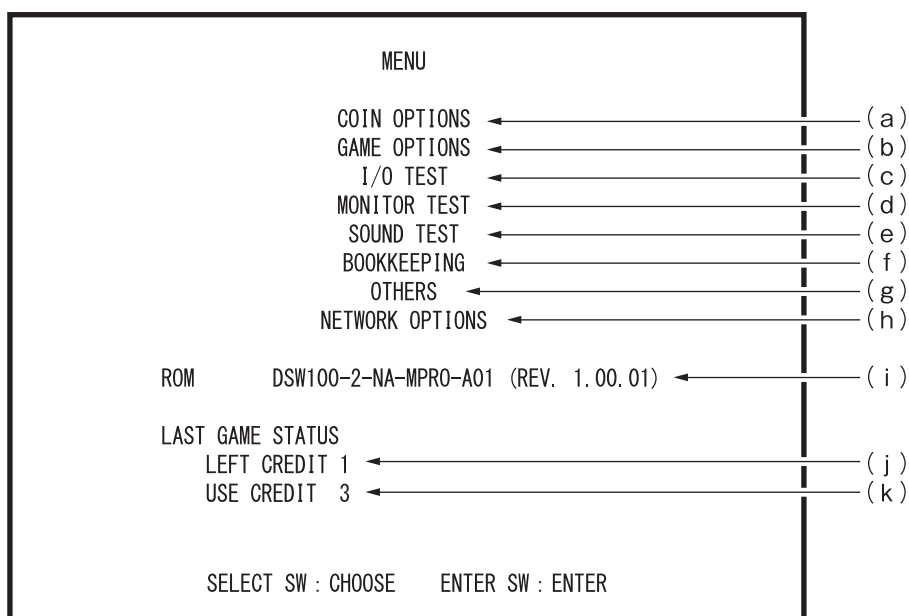 MENU
COIN OPTIONS (a)
GAME OPTIONS (b)
I/O TEST (c)
MONITOR TEST (d)
SOUND TEST (e)
BOOKKEEPING (f)
OTHERS (g)
NETWORK OPTIONS (h)
ROM DSW100-2-NA-MPRO-A01 (REV. 1.00.01) (i)
LAST GAME STATUS
LEFT CREDIT 1 (j)
USE CREDIT 3 (k)
SELECT SW : CHOOSE ENTER SW : ENTER